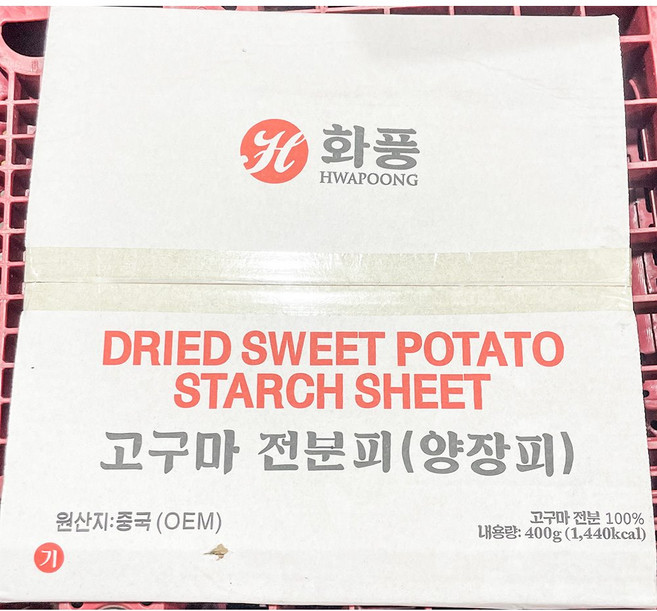 H 화풍
HWAPOONG
DRIED SWEET POTATO
STARCH SHEET
고구마 전분피(양장피)
원산지:중국(OEM)
고구마 전분 100%
내용량: 400g (1,440kcal)
기